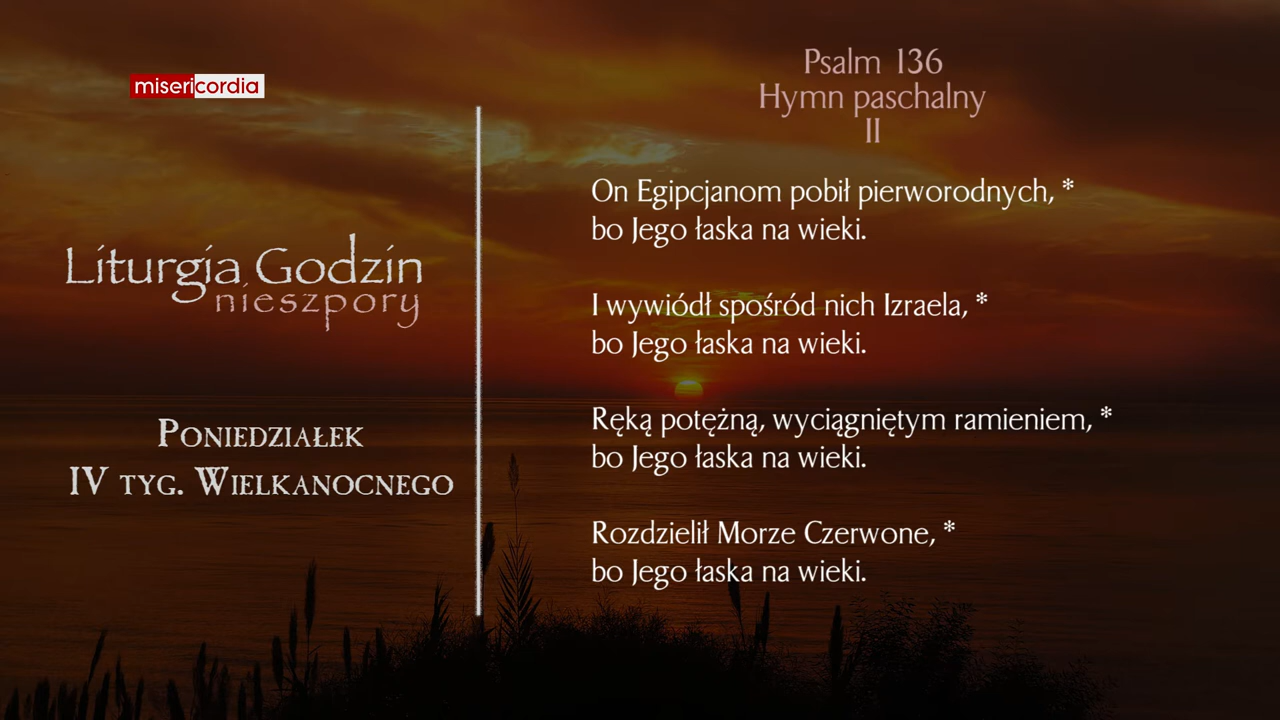 misericordia
Liturgia Godzin
nieszpory
Poniedziałek
IV tyg. Wielkanocnego
Psalm 136
Hymn paschalny
II
On Egipcjanom pobił pierworodnych, *
bo Jego łaska na wieki.
I wywiódł spośród nich Izraela, *
bo Jego łaska na wieki.
Ręką potężną, wyciągniętym ramieniem, *
bo Jego łaska na wieki.
Rozdzielił Morze Czerwone, *
bo Jego łaska na wieki.